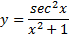 y = sec²x / (x² + 1)